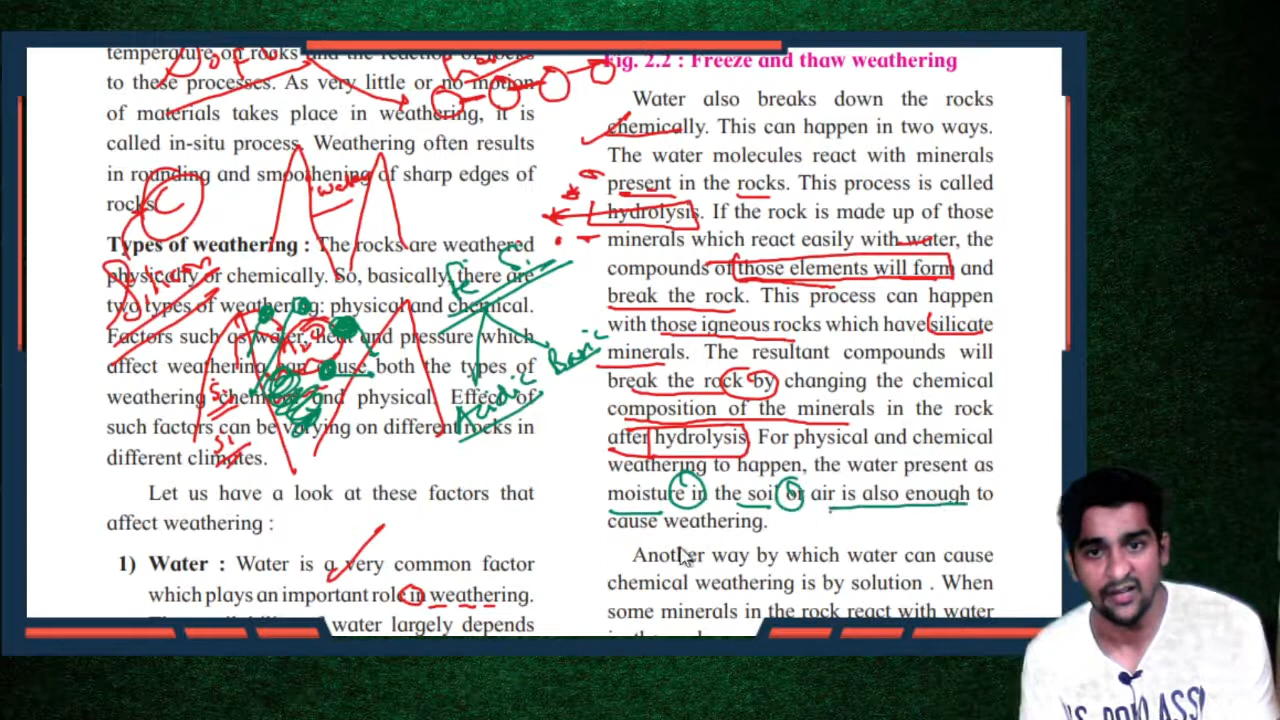 temperature on rocks and the reaction of rocks
to these processes. As very little or no motion
of materials takes place in weathering, it is
called in-situ process. Weathering often results
in rounding and smoothening of sharp edges of
rocks.
Types of weathering : The rocks are weathered
physically or chemically. So, basically, there are
two types of weathering: physical and chemical.
Factors such as water, heat and pressure which
affect weathering can cause both the types of
weathering chemical and physical. Effect of
such factors can be varying on different rocks in
different climates.
Let us have a look at these factors that
affect weathering :
1) Water : Water is a very common factor
which plays an important role in weathering.
water largely depends
water
Si
Si
Fe Si
Acidic Basic
Fig. 2.2 : Freeze and thaw weathering
Water also breaks down the rocks
chemically. This can happen in two ways.
The water molecules react with minerals
present in the rocks. This process is called
hydrolysis. If the rock is made up of those
minerals which react easily with water, the
compounds of those elements will form and
break the rock. This process can happen
with those igneous rocks which have silicate
minerals. The resultant compounds will
break the rock by changing the chemical
composition of the minerals in the rock
after hydrolysis. For physical and chemical
weathering to happen, the water present as
moisture in the soil or air is also enough to
cause weathering.
Another way by which water can cause
chemical weathering is by solution . When
some minerals in the rock react with water